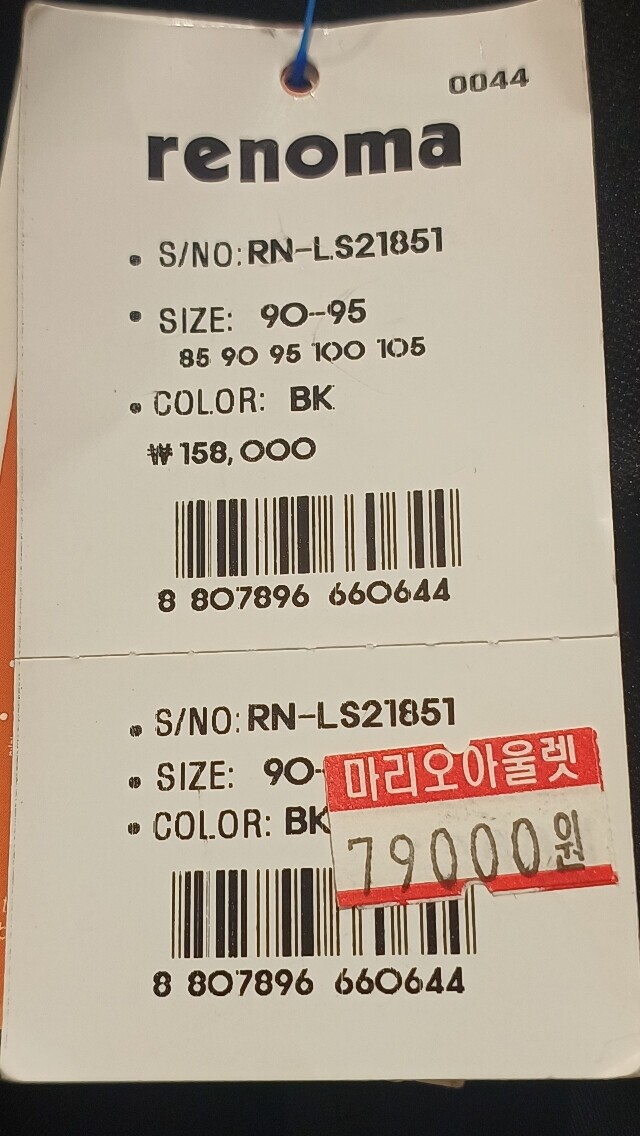 0044
renoma
• S/NO: RN-LS21851
• SIZE: 90-95
85 90 95 100 105
• COLOR: BK
₩158,000
8 807896 660644
• S/NO: RN-LS21851
• SIZE: 90-
마리오아울렛
• COLOR: BK
79000원
8 807896 660644